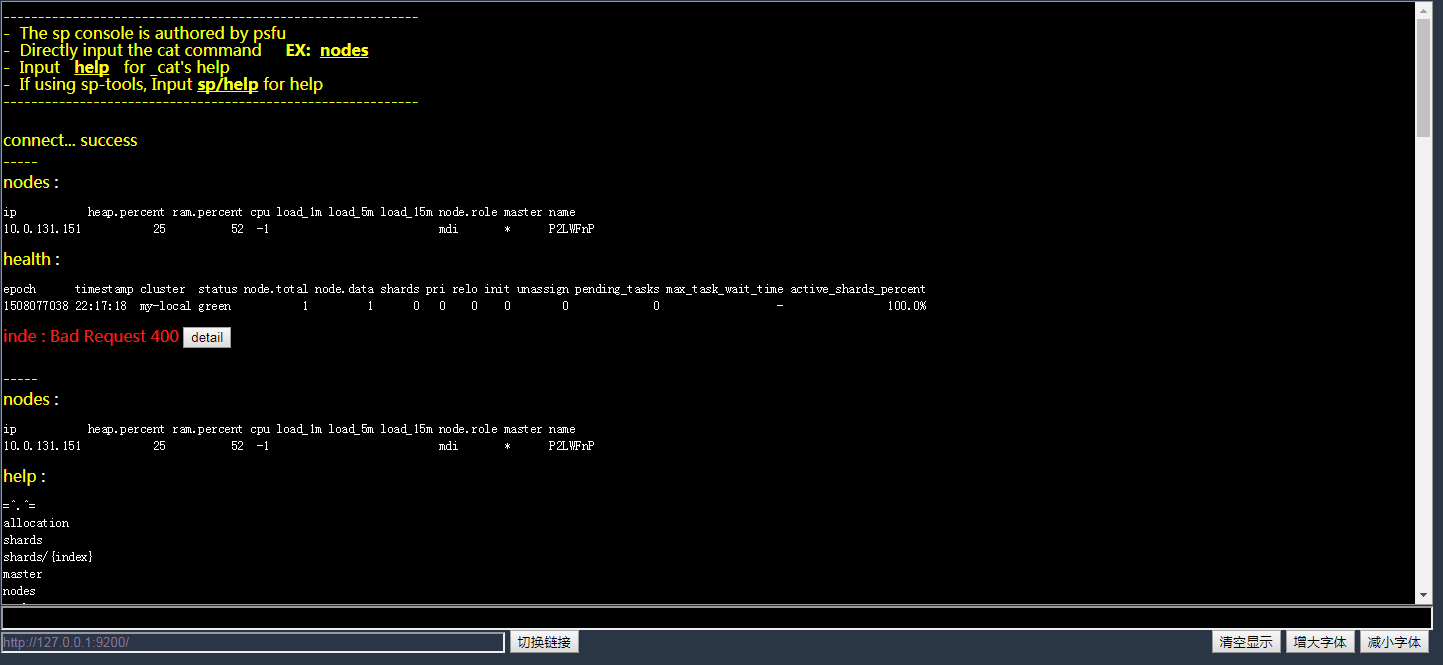 ------------------------------------------------------------
- The sp console is authored by psfu
- Directly input the cat command EX: nodes
- Input help for _cat's help
- If using sp-tools, Input sp/help for help
------------------------------------------------------------
connect... success
-----
nodes :
ip heap.percent ram.percent cpu load_1m load_5m load_15m node.role master name
10.0.131.151 25 52 -1 mdi * P2LWFnP
health :
epoch timestamp cluster status node.total node.data shards pri relo init unassign pending_tasks max_task_wait_time active_shards_percent
1508077038 22:17:18 my-local green 1 1 0 0 0 0 0 0 - 100.0%
inde : Bad Request 400 detail
-----
nodes :
ip heap.percent ram.percent cpu load_1m load_5m load_15m node.role master name
10.0.131.151 25 52 -1 mdi * P2LWFnP
help :
=^.^=
allocation
shards
shards/{index}
master
nodes
http://127.0.0.1:9200/ 切换链接 清空显示 增大字体 减小字体